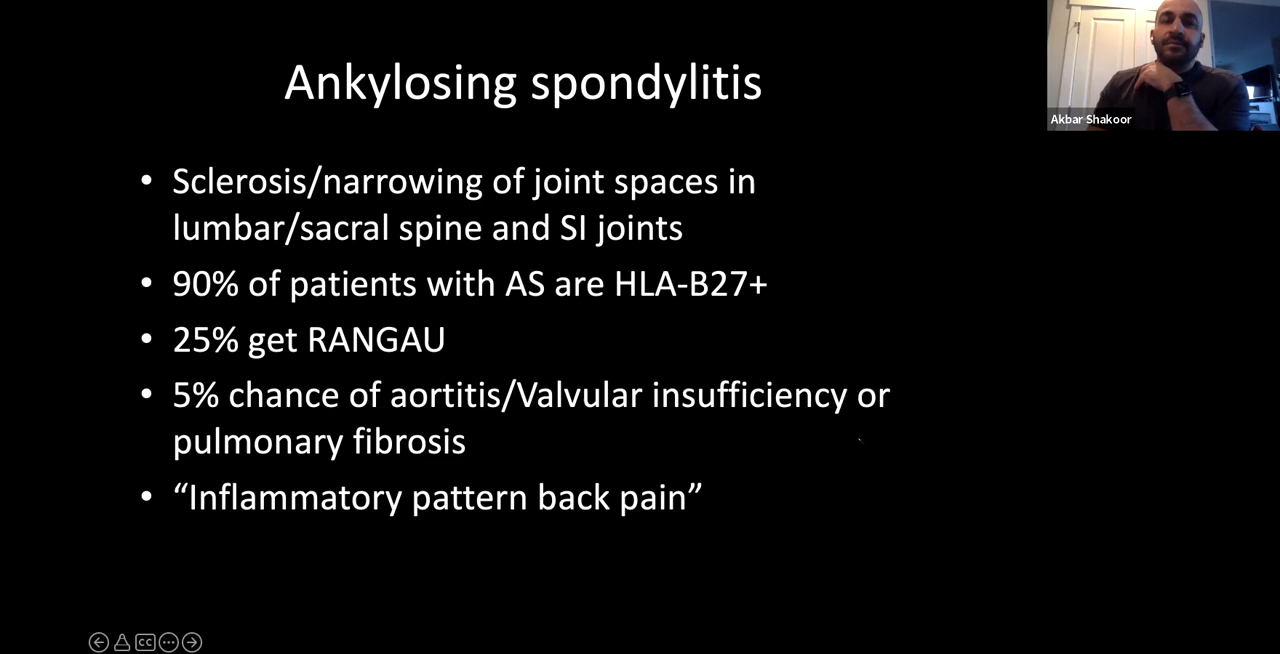 Ankylosing spondylitis
Akbar Shakoor
• Sclerosis/narrowing of joint spaces in
lumbar/sacral spine and SI joints
• 90% of patients with AS are HLA-B27+
• 25% get RANGAU
• 5% chance of aortitis/Valvular insufficiency or
pulmonary fibrosis
• “Inflammatory pattern back pain”
CC